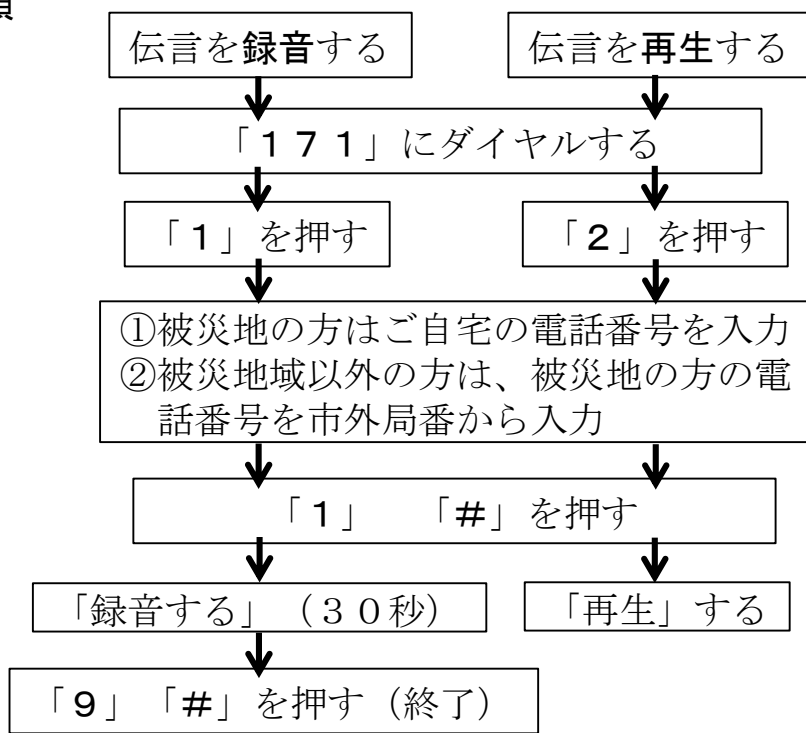 伝言を録音する
伝言を再生する
「１７１」にダイヤルする
「１」を押す
「２」を押す
①被災地の方はご自宅の電話番号を入力
②被災地域以外の方は、被災地の方の電
話番号を市外局番から入力
「１」　「＃」を押す
「録音する」（３０秒）
「再生」する
「９」「＃」を押す（終了）